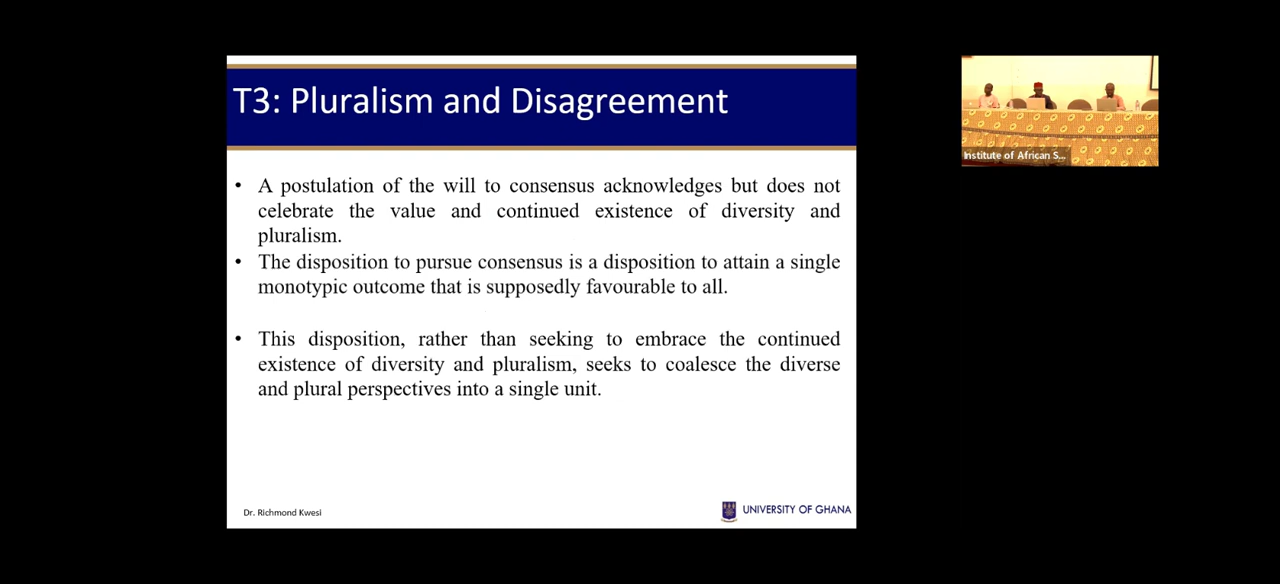 T3: Pluralism and Disagreement
• A postulation of the will to consensus acknowledges but does not
celebrate the value and continued existence of diversity and
pluralism.
• The disposition to pursue consensus is a disposition to attain a single
monotypic outcome that is supposedly favourable to all.
• This disposition, rather than seeking to embrace the continued
existence of diversity and pluralism, seeks to coalesce the diverse
and plural perspectives into a single unit.
Dr. Richmond Kwesi
UNIVERSITY OF GHANA
Institute of African S...